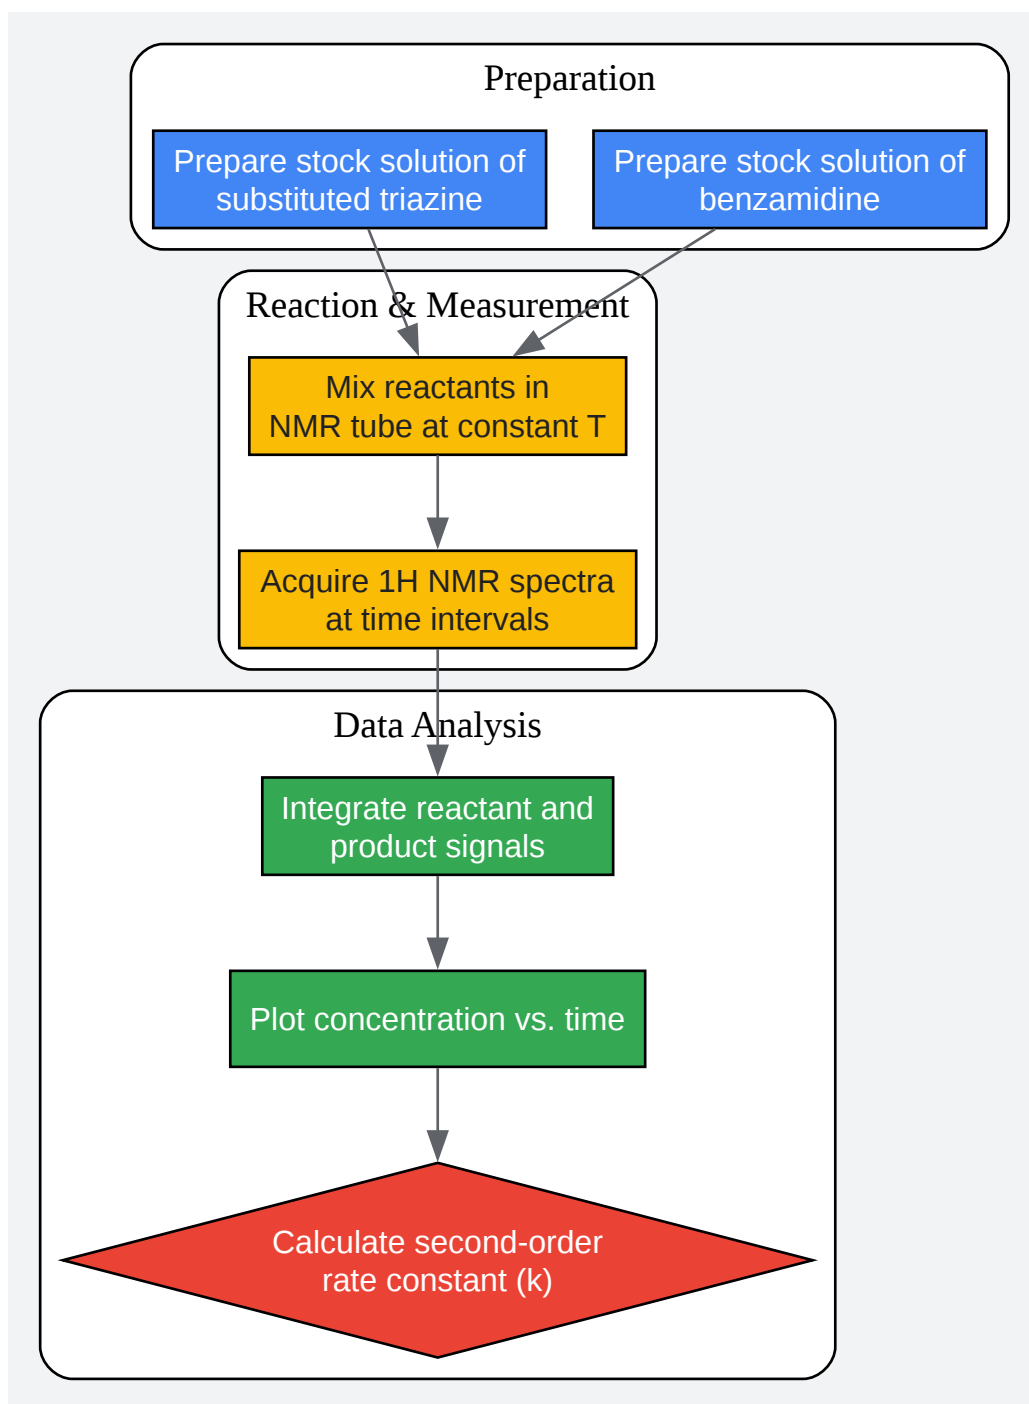 Preparation
Prepare stock solution of
substituted triazine
Prepare stock solution of
benzamidine
Reaction & Measurement
Mix reactants in
NMR tube at constant T
Acquire 1H NMR spectra
at time intervals
Data Analysis
Integrate reactant and
product signals
Plot concentration vs. time
Calculate second-order
rate constant (k)